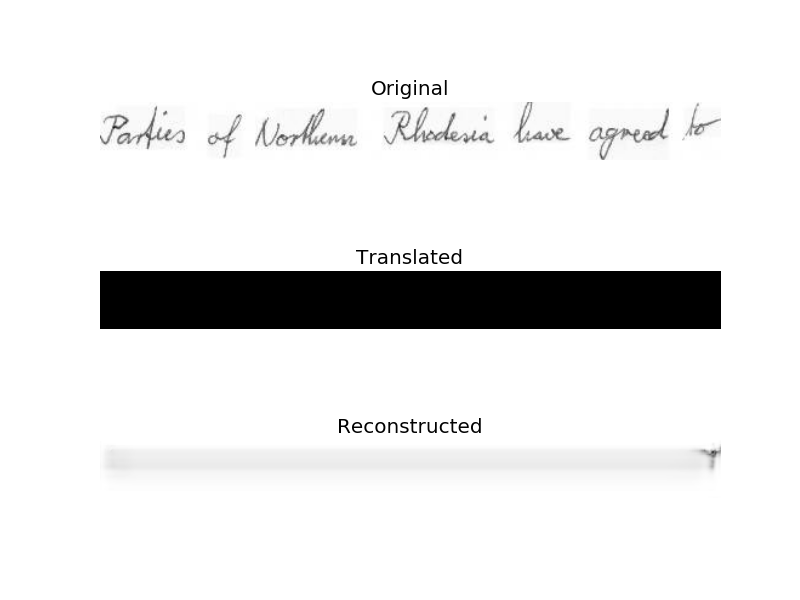 Original
Parties of Northern Rhodesia have agreed to
Translated
Reconstructed